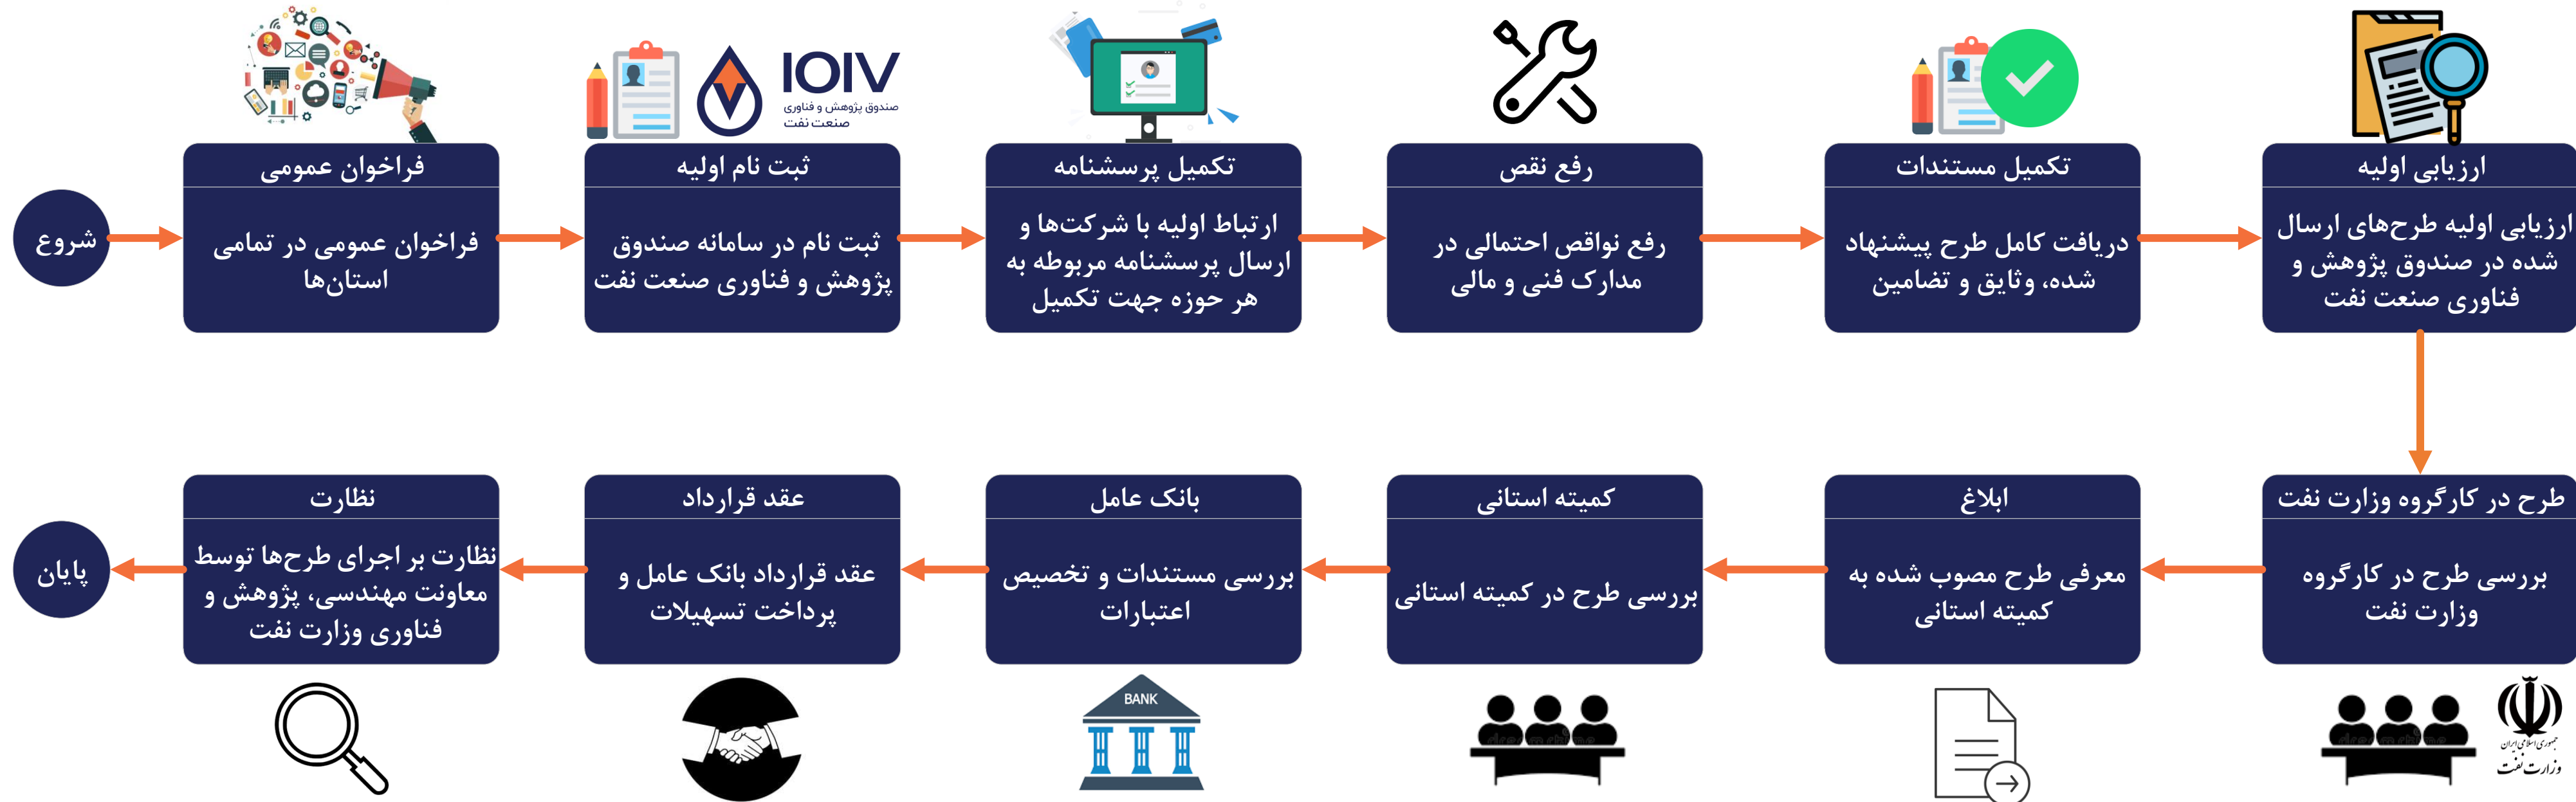 IOIV
صندوق پژوهش و فناوری
صنعت نفت
شروع
فراخوان عمومی
فراخوان عمومی در تمامی
استان‌ها
ثبت نام اولیه
ثبت نام در سامانه صندوق
پژوهش و فناوری صنعت نفت
تکمیل پرسشنامه
ارتباط اولیه با شرکت‌ها و
ارسال پرسشنامه مربوطه به
هر حوزه جهت تکمیل
رفع نقص
رفع نواقص احتمالی در
مدارک فنی و مالی
تکمیل مستندات
دریافت کامل طرح پیشنهاد
شده، وثایق و تضامین
ارزیابی اولیه
ارزیابی اولیه طرح‌های ارسال
شده در صندوق پژوهش و
فناوری صنعت نفت
طرح در کارگروه وزارت نفت
بررسی طرح در کارگروه
وزارت نفت
ابلاغ
معرفی طرح مصوب شده به
کمیته استانی
کمیته استانی
بررسی طرح در کمیته استانی
بانک عامل
بررسی مستندات و تخصیص
اعتبارات
عقد قرارداد
عقد قرارداد بانک عامل و
پرداخت تسهیلات
نظارت
نظارت بر اجرای طرح‌ها توسط
معاونت مهندسی، پژوهش و
فناوری وزارت نفت
پایان
BANK
جمهوری اسلامی ایران
وزارت نفت